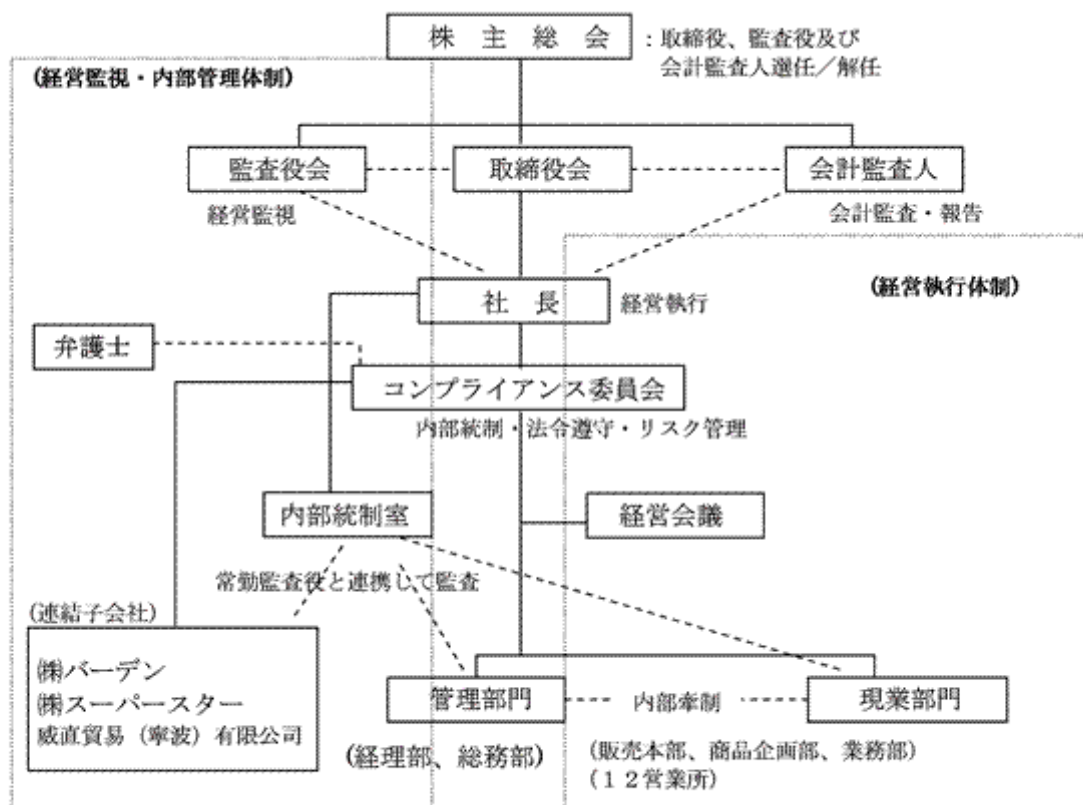 株 主 総 会
：取締役、監査役及び
会計監査人選任／解任
(経営監視・内部管理体制)
監査役会
取締役会
会計監査人
経営監視
会計監査・報告
社 長
経営執行
(経営執行体制)
弁護士
コンプライアンス委員会
内部統制・法令遵守・リスク管理
内部統制室
経営会議
常勤監査役と連携して監査
(連結子会社)
㈱バーデン
㈱スーパースター
威直貿易（寧波）有限公司
管理部門
内部牽制
現業部門
(経理部、総務部)
(販売本部、商品企画部、業務部)
(１２営業所)